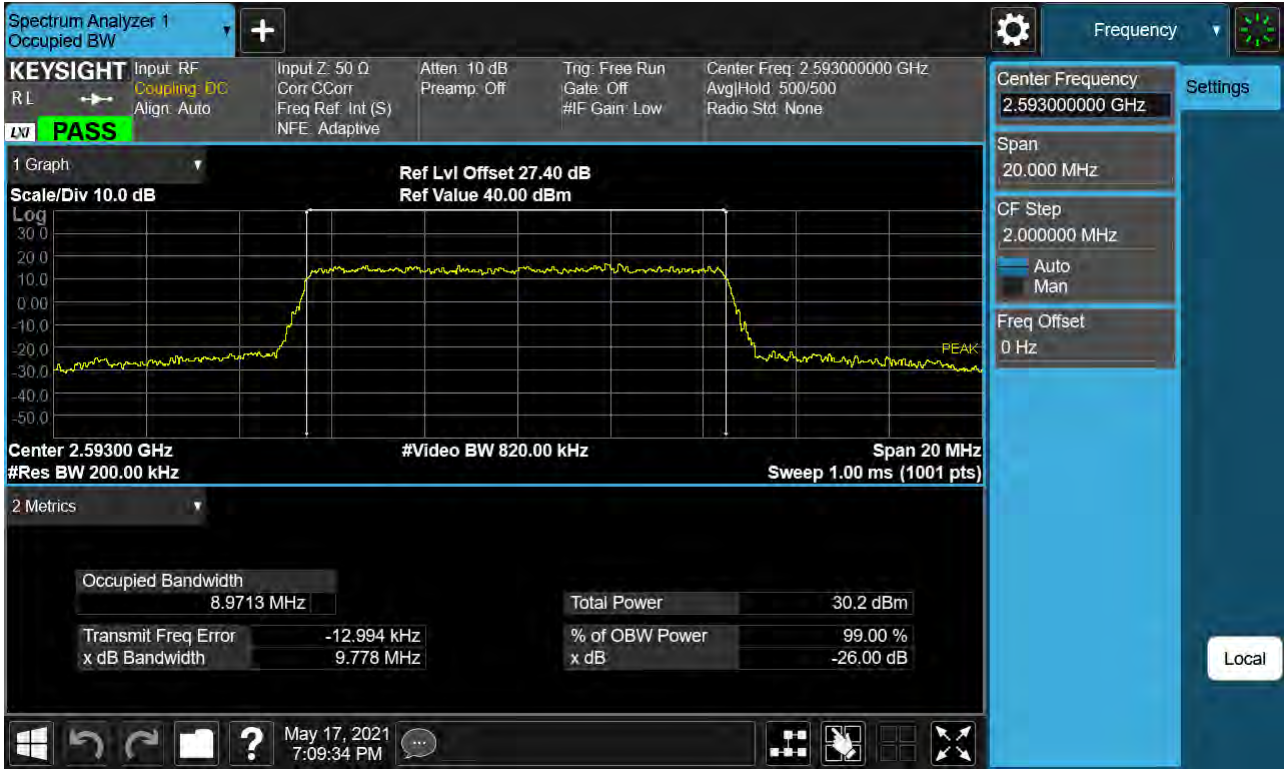 Spectrum Analyzer 1
Occupied BW
+
Frequency
KEYSIGHT
R L
LXI
PASS
Input: RF
Coupling: DC
Align: Auto
Input Z: 50 Ω
Corr CCorr
Freq Ref: Int (S)
NFE: Adaptive
Atten: 10 dB
Preamp: Off
Trig: Free Run
Gate: Off
#IF Gain: Low
Center Freq: 2.593000000 GHz
Avg|Hold: 500/500
Radio Std: None
Center Frequency
2.593000000 GHz
Settings
Span
20.000 MHz
CF Step
2.000000 MHz
Auto
Man
Freq Offset
0 Hz
1 Graph
Scale/Div 10.0 dB
Ref Lvl Offset 27.40 dB
Ref Value 40.00 dBm
Log
30.0
20.0
10.0
0.00
-10.0
-20.0
-30.0
-40.0
-50.0
PEAK
Center 2.59300 GHz
#Video BW 820.00 kHz
Span 20 MHz
#Res BW 200.00 kHz
Sweep 1.00 ms (1001 pts)
2 Metrics
Occupied Bandwidth
8.9713 MHz
Total Power 30.2 dBm
Transmit Freq Error -12.994 kHz
% of OBW Power 99.00 %
x dB Bandwidth 9.778 MHz
x dB -26.00 dB
Local
?
May 17, 2021
7:09:34 PM